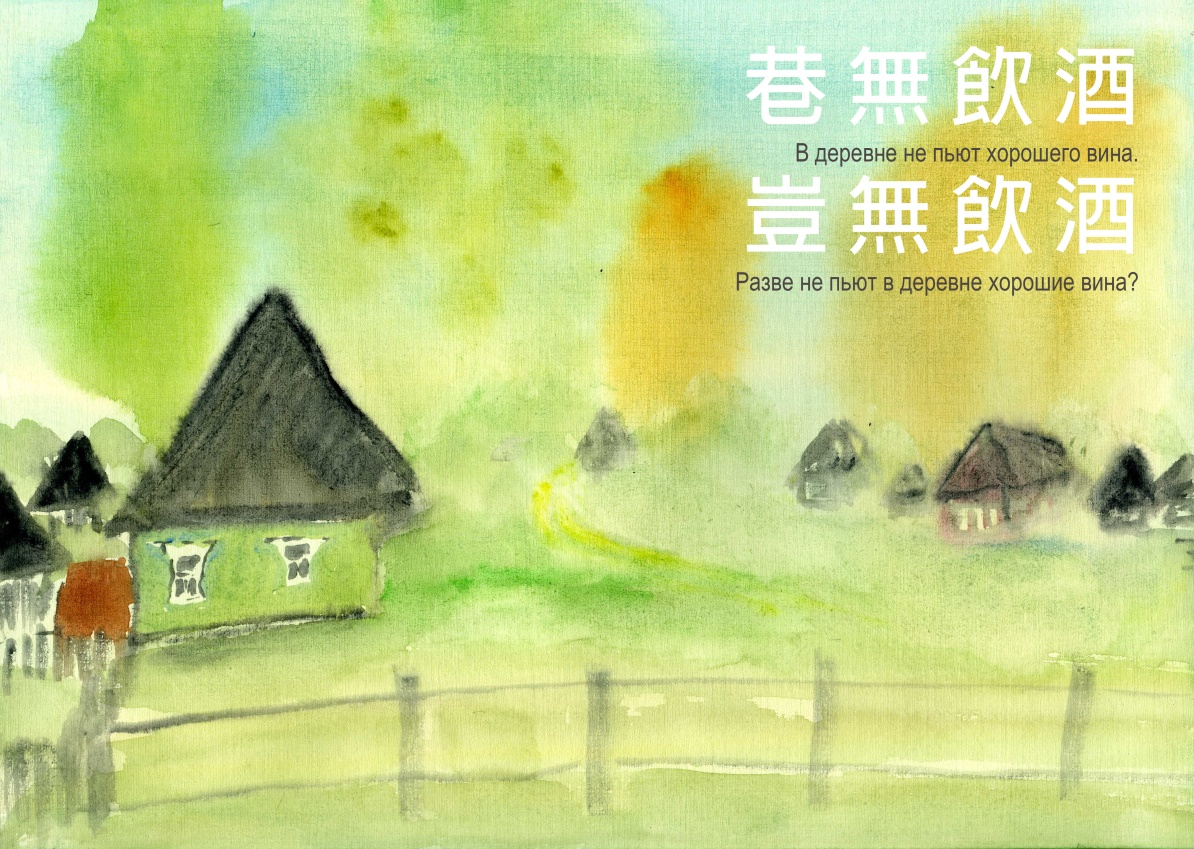 巷無飲酒
В деревне не пьют хорошего вина.
豈無飲酒
Разве не пьют в деревне хорошие вина?